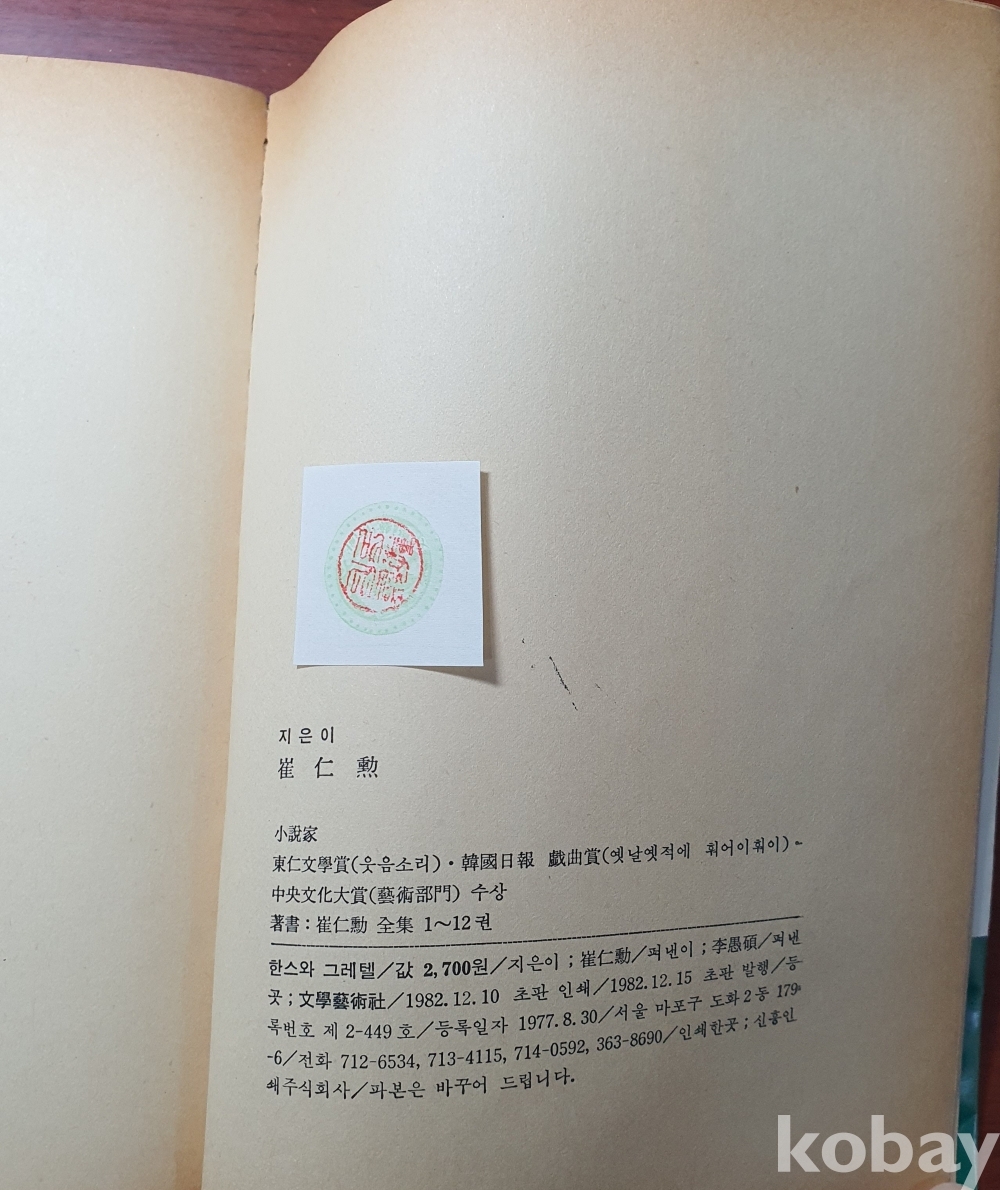 지은이
崔仁勲
小說家
東仁文學賞(웃음소리)·韓國日報 戱曲賞(옛날옛적에 훠어이훠이)·
中央文化大賞(藝術部門) 수상
著書: 崔仁勲 全集 1～12권
한스와 그레텔/값 2,700원/지은이;崔仁勲/펴낸이;李愚碩/펴낸
곳;文學藝術社/1982.12.10 초판 인쇄/1982.12.15 초판 발행/등
록번호 제 2-449 호/등록일자 1977.8.30/서울 마포구 도화2동 179
-6/전화 712-6534, 713-4115, 714-0592, 363-8690/인쇄한곳;신흥인
쇄주식회사/파본은 바꾸어 드립니다.
kobay